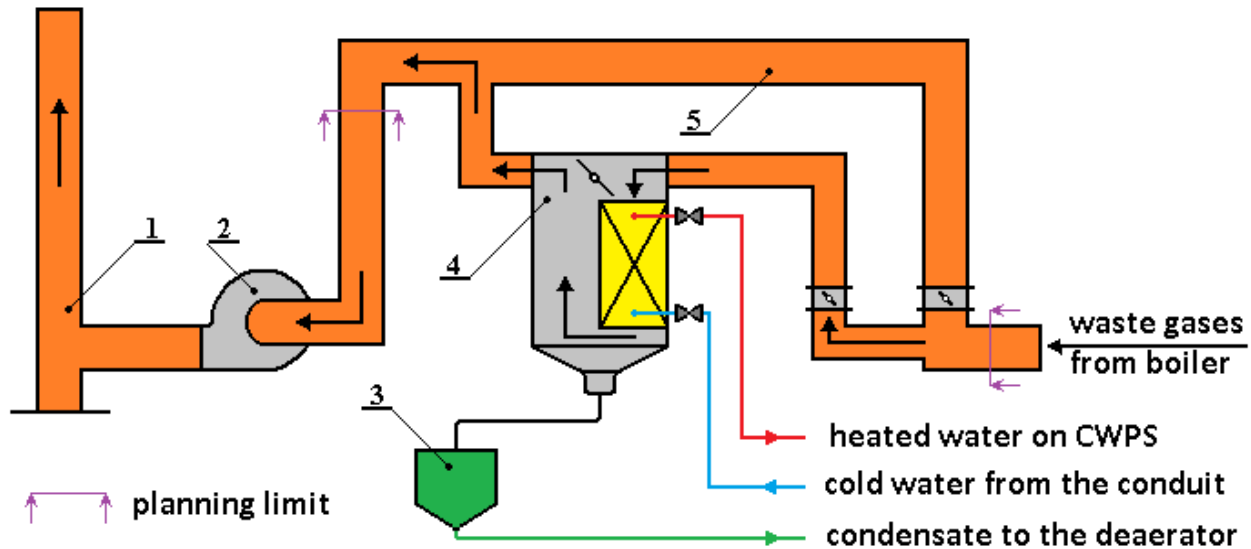 5
1
2
4
waste gases
from boiler
3
heated water on CWPS
cold water from the conduit
planning limit
condensate to the deaerator